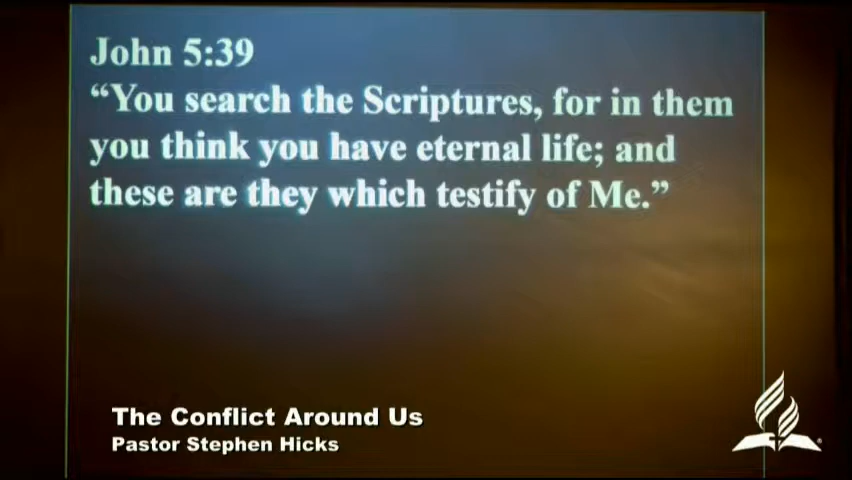 John 5:39
“You search the Scriptures, for in them
you think you have eternal life; and
these are they which testify of Me.”
The Conflict Around Us
Pastor Stephen Hicks